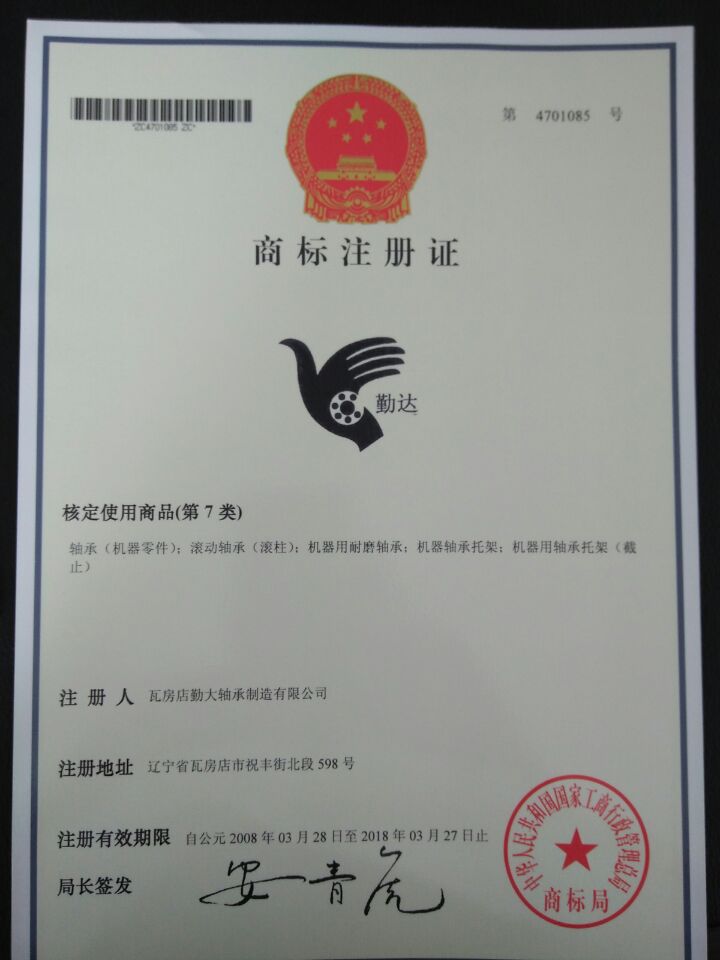 *ZC4701085 ZC*
第 4701085 号
商标注册证
勤达
核定使用商品(第 7 类)
轴承（机器零件）；滚动轴承（滚柱）；机器用耐磨轴承；机器轴承托架；机器用轴承托架（截
止）
注 册 人 瓦房店勤大轴承制造有限公司
注册地址 辽宁省瓦房店市祝丰街北段 598 号
注册有效期限 自公元 2008 年 03 月 28 日至 2018 年 03 月 27 日止
局长签发 安青虎
中华人民共和国国家工商行政管理总局
商标局